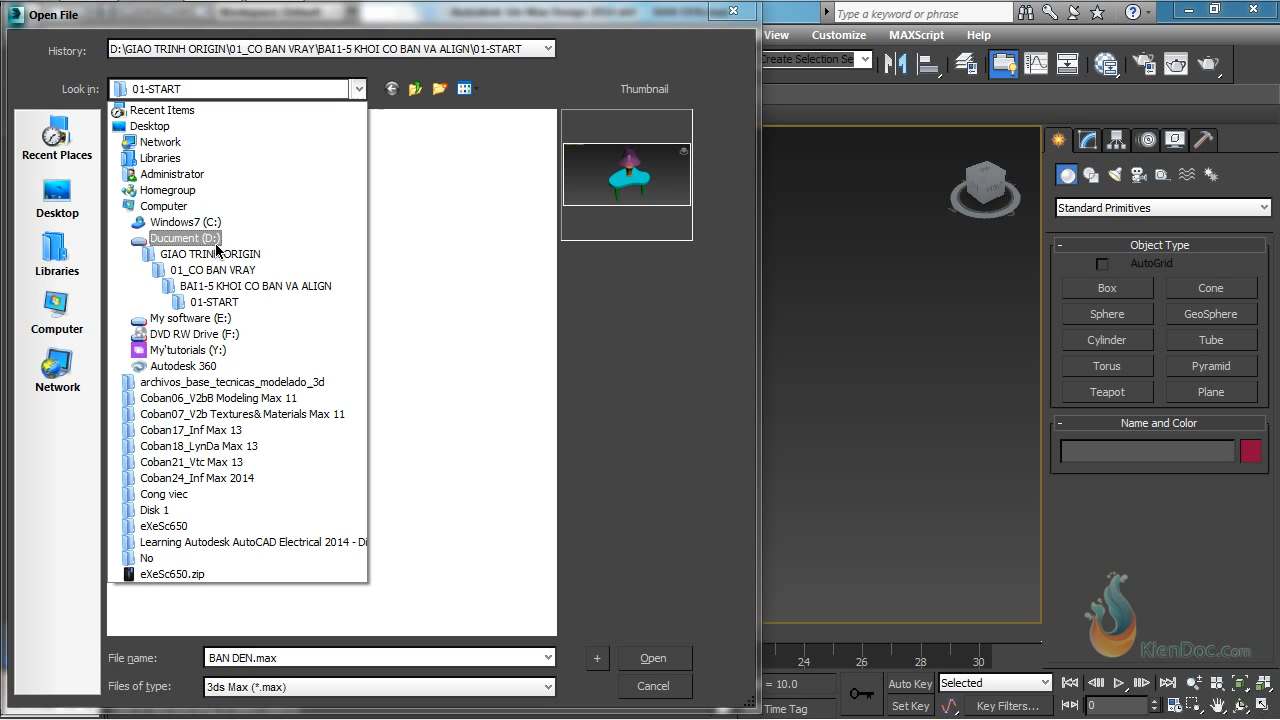 Open File
Type a keyword or phrase
View
Customize
MAXScript
Help
History:
D:\GIAO TRINH ORIGIN\01_CO BAN VRAY\BAI1-5 KHOI CO BAN VA ALIGN\01-START
Create Selection Se
Look in:
01-START
Thumbnail
Recent Places
Desktop
Libraries
Computer
Network
Recent Items
Desktop
Network
Libraries
Administrator
Homegroup
Computer
Windows7 (C:)
Ducument (D:)
GIAO TRINH ORIGIN
01_CO BAN VRAY
BAI1-5 KHOI CO BAN VA ALIGN
01-START
My software (E:)
DVD RW Drive (F:)
My'tutorials (Y:)
Autodesk 360
archivos_base_tecnicas_modelado_3d
Coban06_V2bB Modeling Max 11
Coban07_V2b Textures& Materials Max 11
Coban17_Inf Max 13
Coban18_LynDa Max 13
Coban21_Vtc Max 13
Coban24_Inf Max 2014
Cong viec
Disk 1
eXeSc650
Learning Autodesk AutoCAD Electrical 2014 - Di
No
eXeSc650.zip
File name:
BAN DEN.max
+
Open
Files of type:
3ds Max (*.max)
Cancel
Standard Primitives
- Object Type
AutoGrid
Box
Cone
Sphere
GeoSphere
Cylinder
Tube
Torus
Pyramid
Teapot
Plane
- Name and Color
KienDoc.com
24 26 28 30
= 10.0
Auto Key
Selected
Time Tag
Set Key
Key Filters...
0